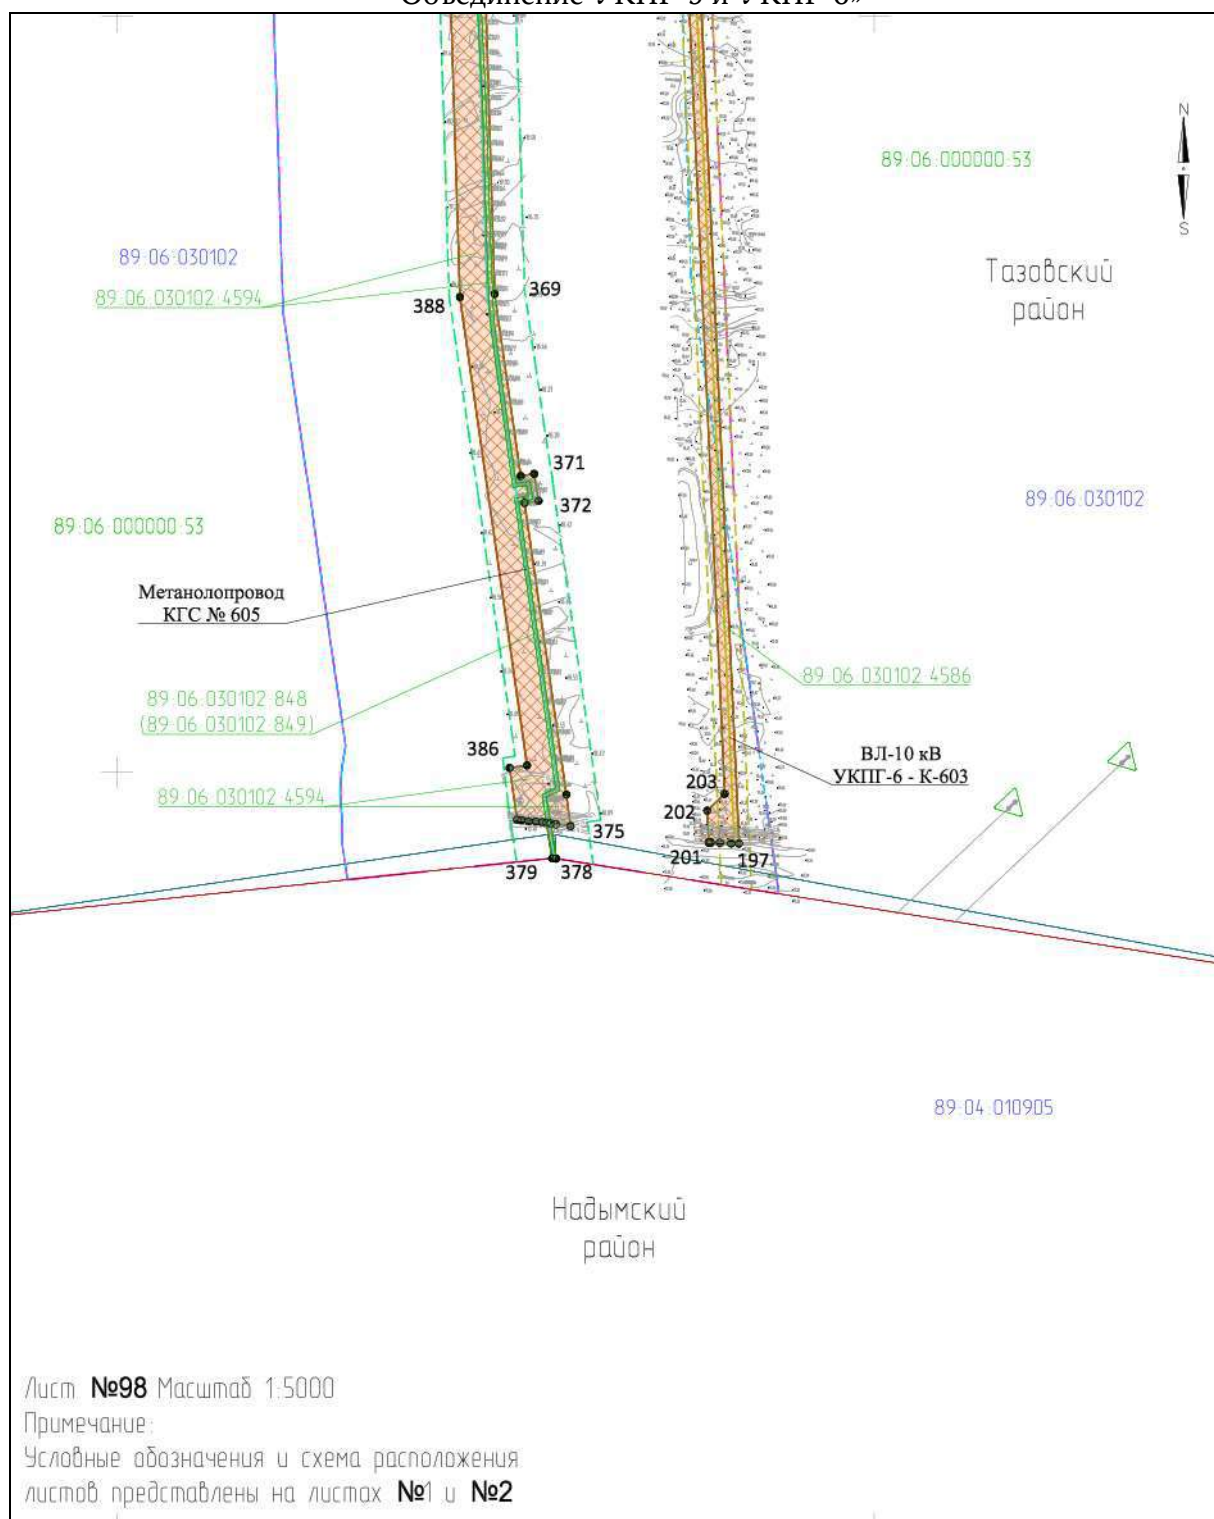 Объединение УКПГ-5 и УКПГ-6»
N
S
89:06:000000:53
89:06:030102
89:06:030102:4594
388
369
Тазовский
район
371
372
89:06:030102
89:06:000000:53
Метанолопровод
КГС № 605
89:06:030102:848
(89:06:030102:849)
89:06:030102:4586
386
ВЛ-10 кВ
УКПГ-6 - К-603
89:06:030102:4594
203
202
375
201
197
379
378
89:04:010905
Надымский
район
Лист №98 Масштаб 1:5000
Примечание:
Условные обозначения и схема расположения
листов представлены на листах №1 и №2